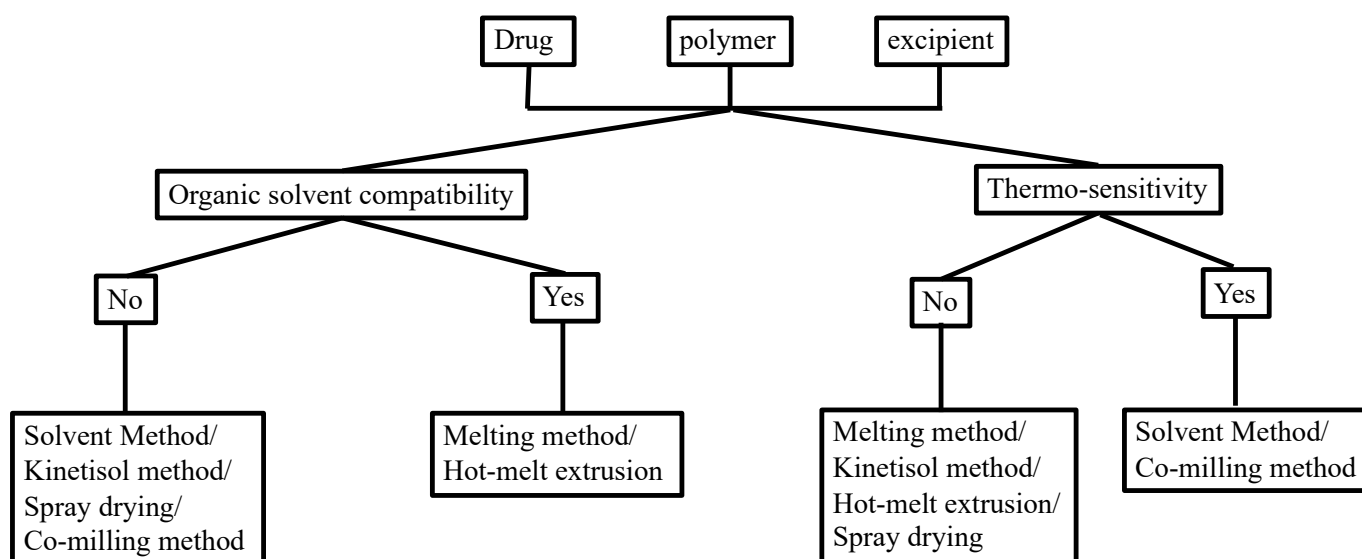 Drug
polymer
excipient
Organic solvent compatibility
Thermo-sensitivity
No
Yes
No
Yes
Solvent Method/
Kinetisol method/
Spray drying/
Co-milling method
Melting method/
Hot-melt extrusion
Melting method/
Kinetisol method/
Hot-melt extrusion/
Spray drying
Solvent Method/
Co-milling method